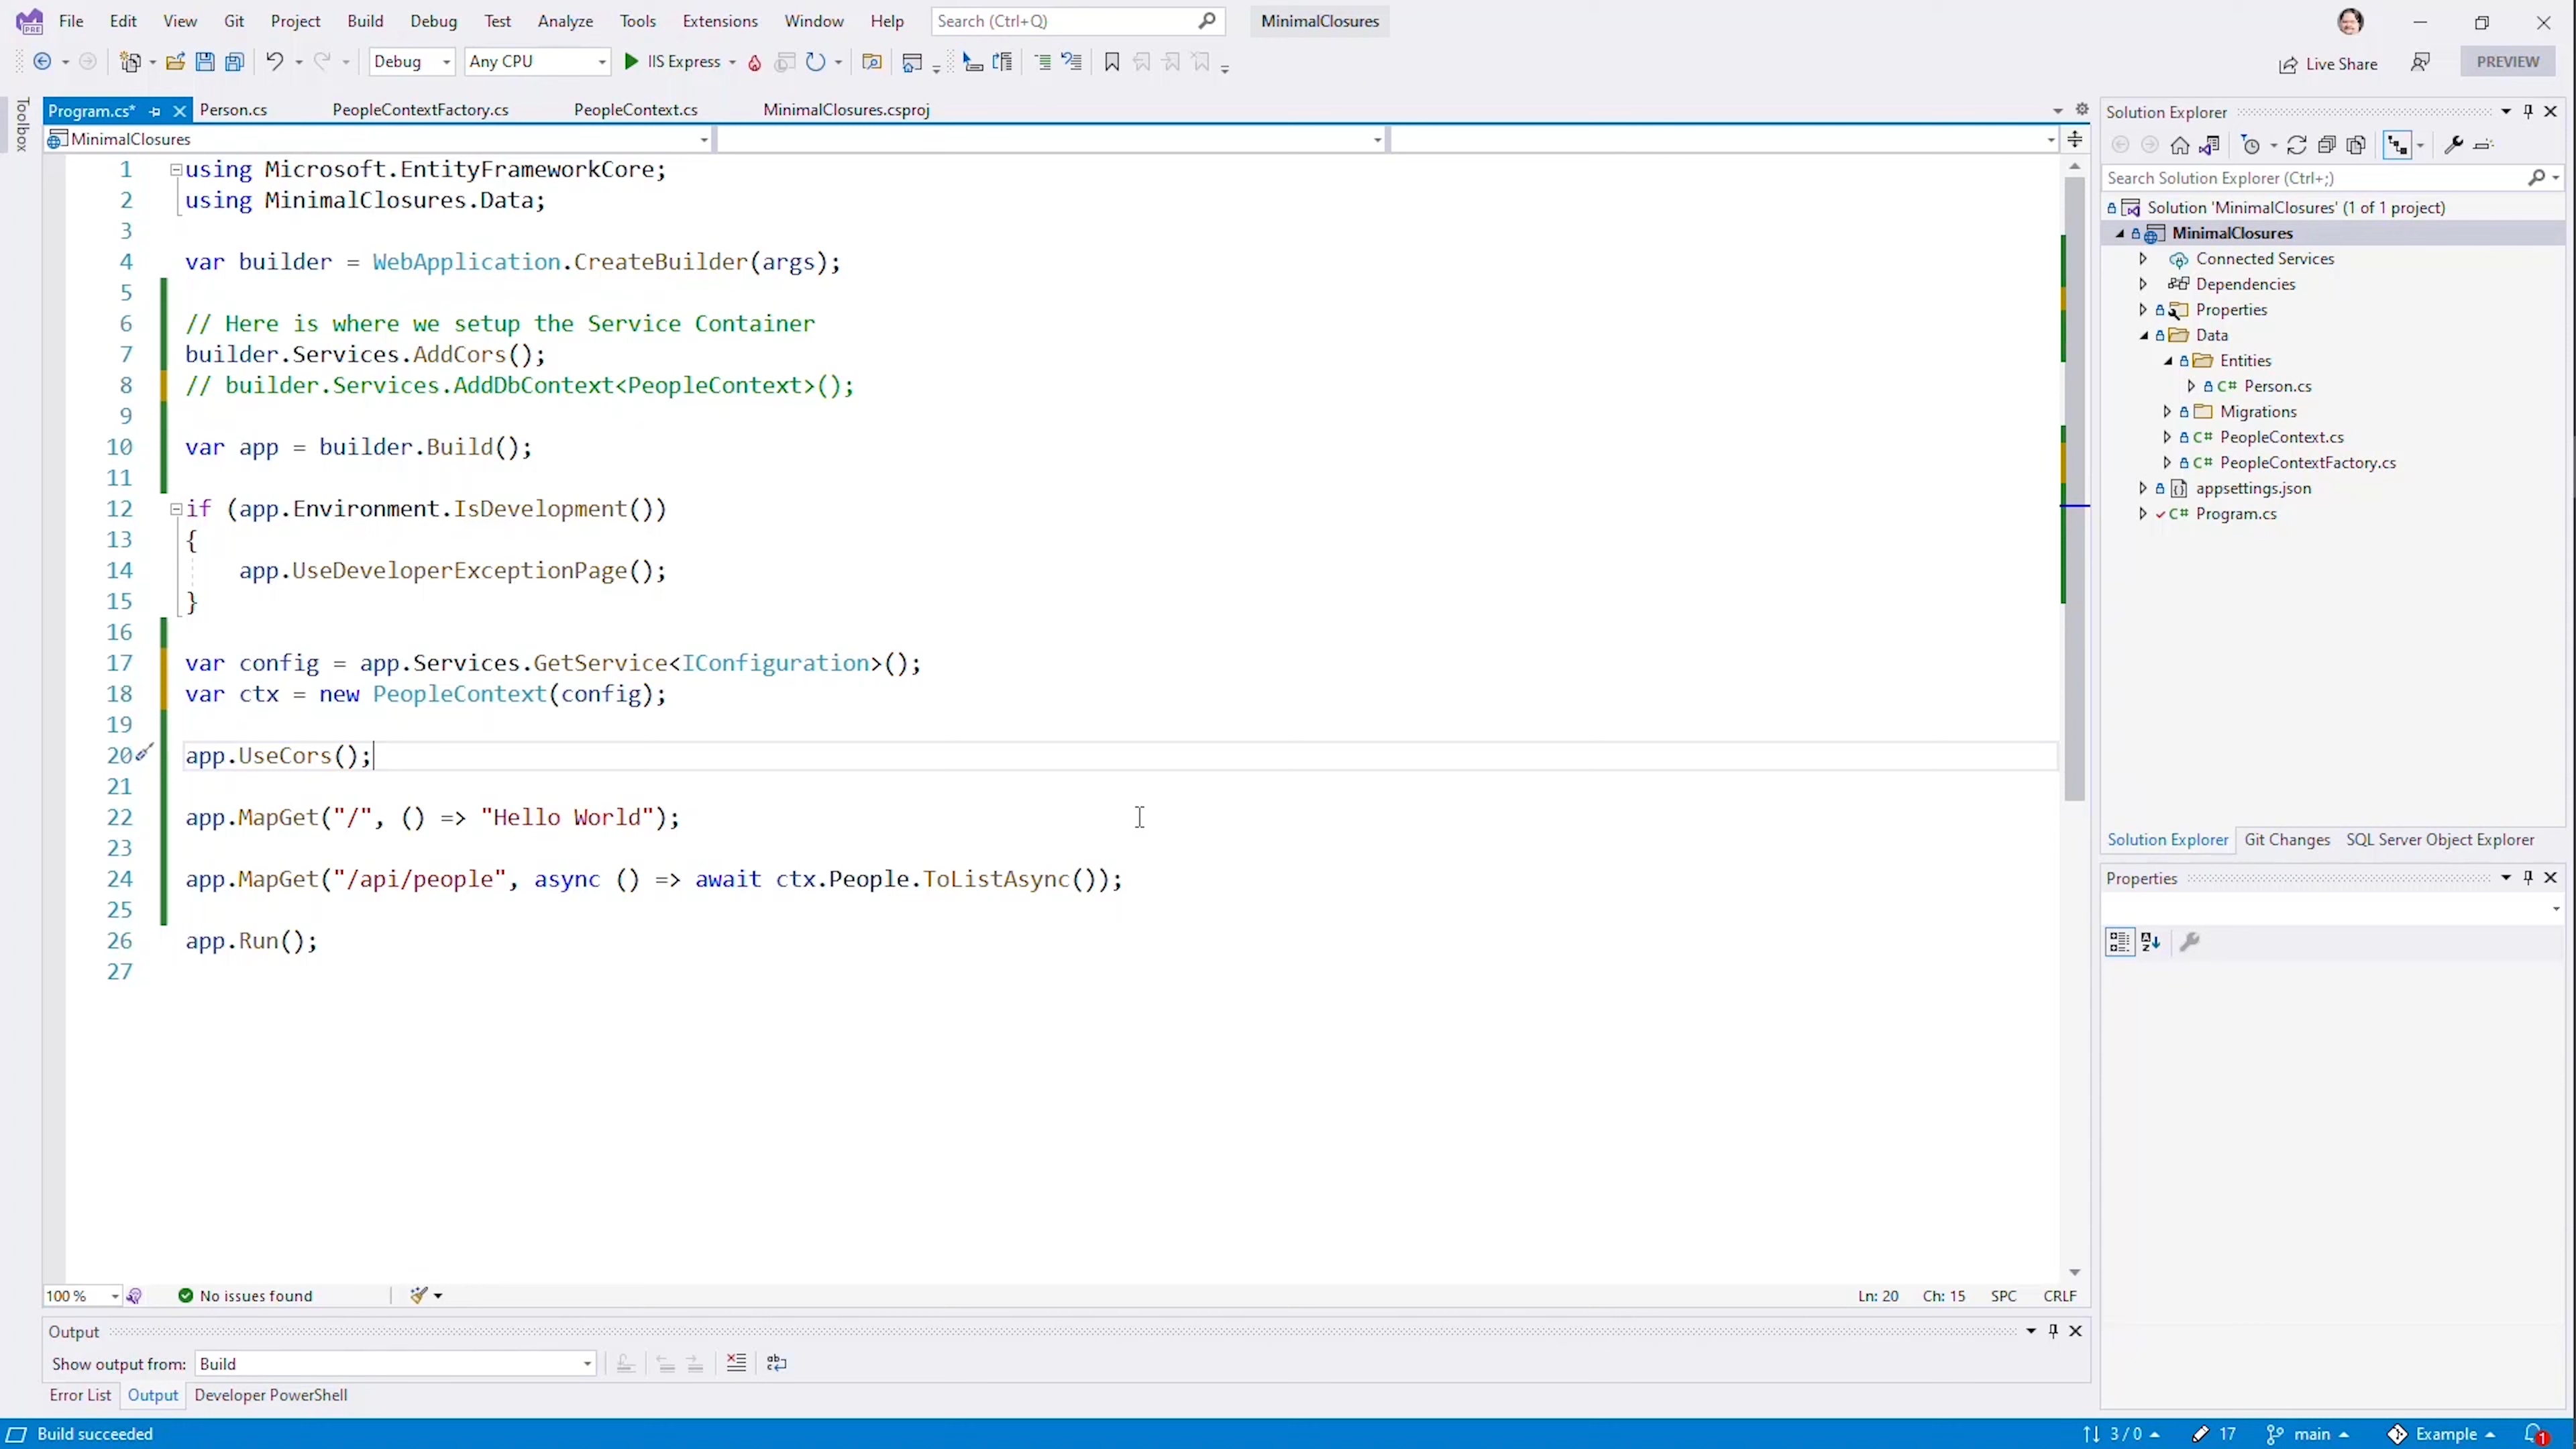 File Edit View Git Project Build Debug Test Analyze Tools Extensions Window Help Search (Ctrl+Q) MinimalClosures
PRE
Debug Any CPU IIS Express Live Share PREVIEW
Toolbox
Program.cs* Person.cs PeopleContextFactory.cs PeopleContext.cs MinimalClosures.csproj
MinimalClosures
1 using Microsoft.EntityFrameworkCore;
2 using MinimalClosures.Data;
3
4 var builder = WebApplication.CreateBuilder(args);
5
6 // Here is where we setup the Service Container
7 builder.Services.AddCors();
8 // builder.Services.AddDbContext<PeopleContext>();
9
10 var app = builder.Build();
11
12 if (app.Environment.IsDevelopment())
13 {
14 app.UseDeveloperExceptionPage();
15 }
16
17 var config = app.Services.GetService<IConfiguration>();
18 var ctx = new PeopleContext(config);
19
20 app.UseCors();
21
22 app.MapGet("/", () => "Hello World");
23
24 app.MapGet("/api/people", async () => await ctx.People.ToListAsync());
25
26 app.Run();
27
100 % No issues found Ln: 20 Ch: 15 SPC CRLF
Output
Show output from: Build
Error List Output Developer PowerShell
Solution Explorer
Search Solution Explorer (Ctrl+;)
Solution 'MinimalClosures' (1 of 1 project)
MinimalClosures
Connected Services
Dependencies
Properties
Data
Entities
C# Person.cs
Migrations
C# PeopleContext.cs
C# PeopleContextFactory.cs
appsettings.json
C# Program.cs
Solution Explorer Git Changes SQL Server Object Explorer
Properties
Build succeeded 3 / 0 17 main Example 1